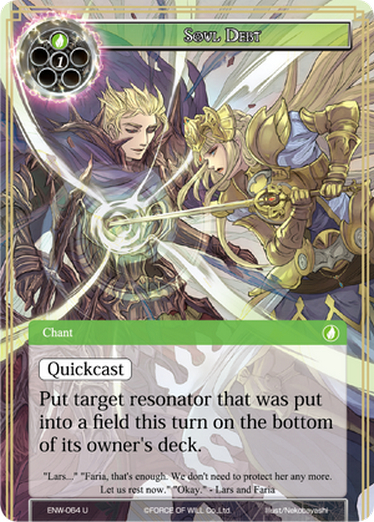 Soul Debt
1
Chant
Quickcast
Put target resonator that was put
into a field this turn on the bottom
of its owner's deck.
"Lars..." "Faria, that's enough. We don't need to protect her any more.
Let us rest now." "Okay." - Lars and Faria
ENW-064 U ©FORCE OF WILL Co.,Ltd. Illust/Nekobayashi